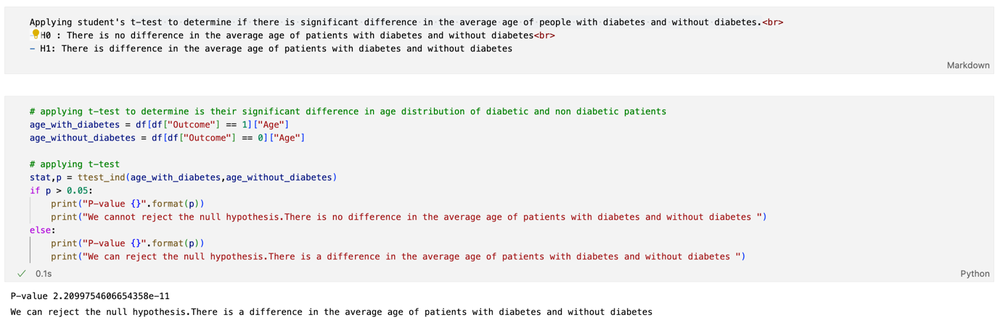 Applying student's t-test to determine if there is significant difference in the average age of people with diabetes and without diabetes.<br>
- H0 : There is no difference in the average age of patients with diabetes and without diabetes<br>
- H1: There is difference in the average age of patients with diabetes and without diabetes
Markdown
# applying t-test to determine is their significant difference in age distribution of diabetic and non diabetic patients
age_with_diabetes = df[df["Outcome"] == 1]["Age"]
age_without_diabetes = df[df["Outcome"] == 0]["Age"]
# applying t-test
stat,p = ttest_ind(age_with_diabetes,age_without_diabetes)
if p > 0.05:
    print("P-value {}".format(p))
    print("We cannot reject the null hypothesis.There is no difference in the average age of patients with diabetes and without diabetes ")
else:
    print("P-value {}".format(p))
    print("We can reject the null hypothesis.There is a difference in the average age of patients with diabetes and without diabetes ")
0.1s
Python
P-value 2.2099754606654358e-11
We can reject the null hypothesis.There is a difference in the average age of patients with diabetes and without diabetes